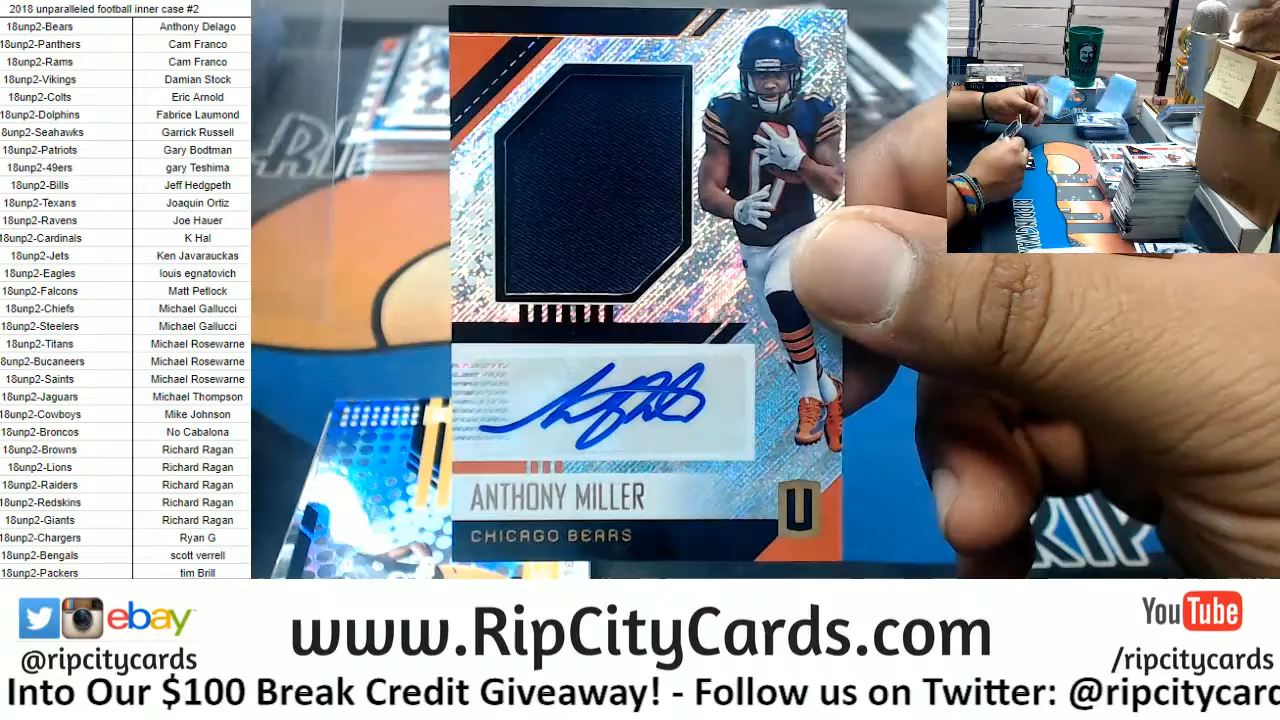 2018 unparalleled football inner case #2
18unp2-Bears Anthony Delago
18unp2-Panthers Cam Franco
18unp2-Rams Cam Franco
18unp2-Vikings Damian Stock
18unp2-Colts Eric Arnold
18unp2-Dolphins Fabrice Laumond
8unp2-Seahawks Garrick Russell
18unp2-Patriots Gary Bodtman
18unp2-49ers gary Teshima
18unp2-Bills Jeff Hedgpeth
18unp2-Texans Joaquin Ortiz
18unp2-Ravens Joe Hauer
18unp2-Cardinals K Hal
18unp2-Jets Ken Javarauckas
18unp2-Eagles louis egnatovich
18unp2-Falcons Matt Petlock
18unp2-Chiefs Michael Gallucci
18unp2-Steelers Michael Gallucci
18unp2-Titans Michael Rosewarne
8unp2-Bucaneers Michael Rosewarne
18unp2-Saints Michael Rosewarne
18unp2-Jaguars Michael Thompson
18unp2-Cowboys Mike Johnson
18unp2-Broncos No Cabalona
18unp2-Browns Richard Ragan
18unp2-Lions Richard Ragan
18unp2-Raiders Richard Ragan
18unp2-Redskins Richard Ragan
18unp2-Giants Richard Ragan
18unp2-Chargers Ryan G
18unp2-Bengals scott verrell
18unp2-Packers tim Brill
ANTHONY MILLER
CHICAGO BEARS
U
RIP
ebay
@ripcitycards
www.RipCityCards.com
YouTube
/ripcitycards
Into Our $100 Break Credit Giveaway! - Follow us on Twitter: @ripcitycard